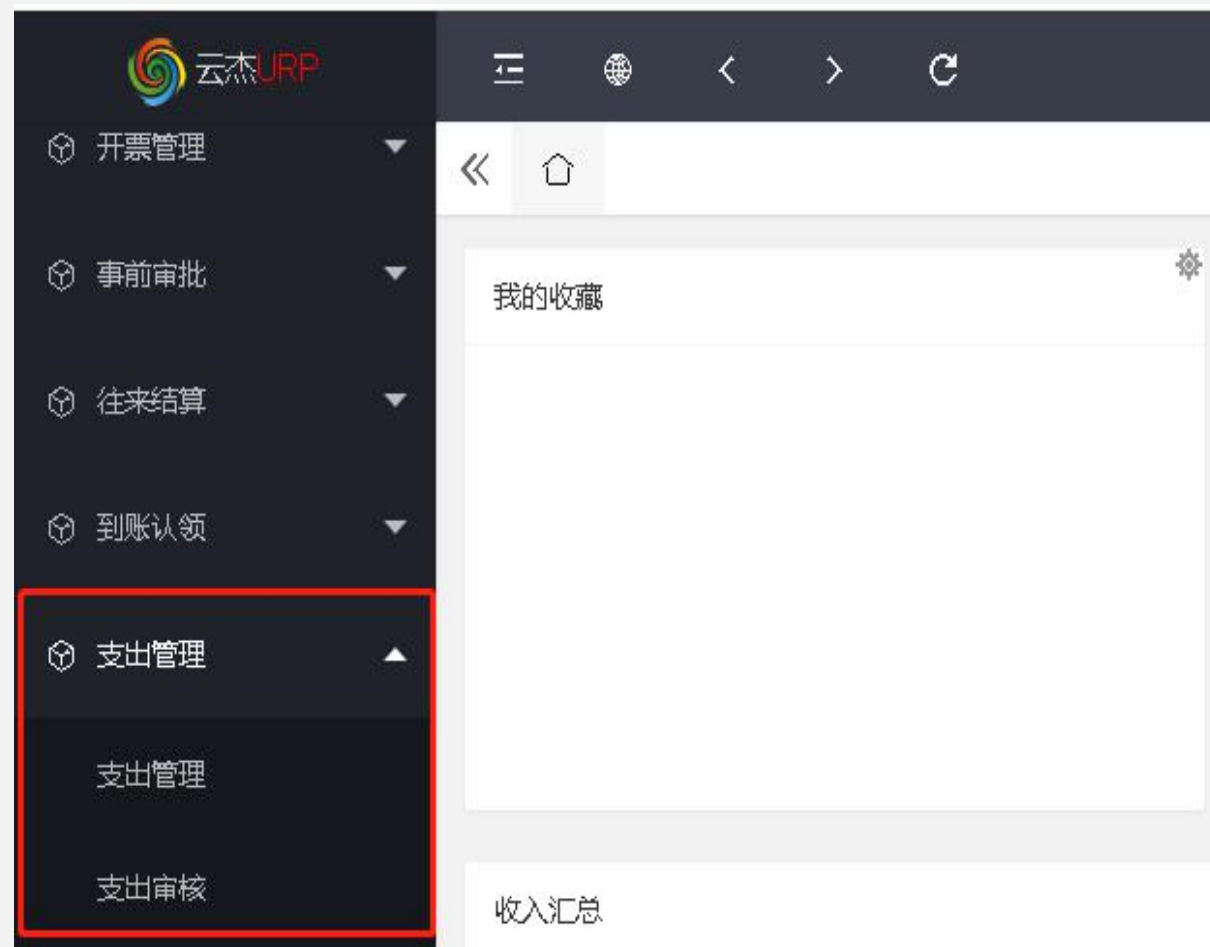 云杰URP
开票管理
事前审批
往来结算
到账认领
支出管理
支出管理
支出审核
我的收藏
收入汇总